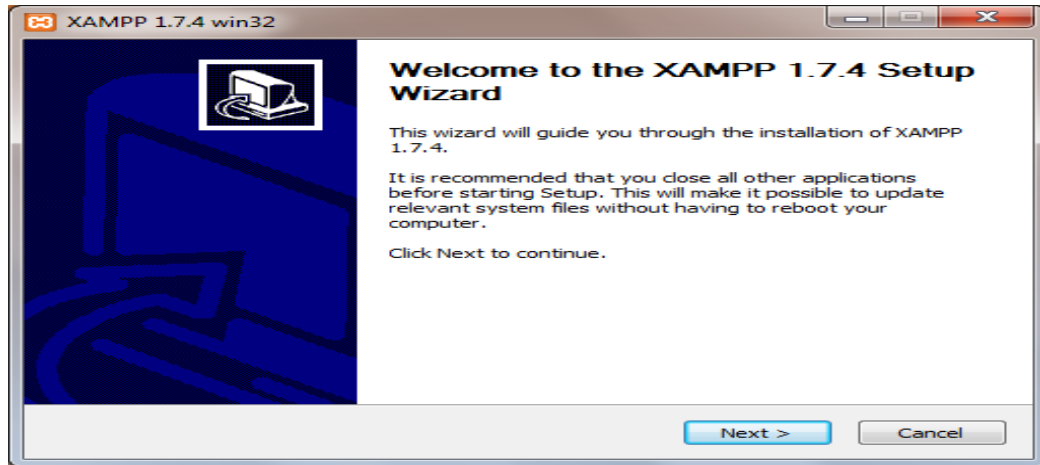 XAMPP 1.7.4 win32
Welcome to the XAMPP 1.7.4 Setup
Wizard
This wizard will guide you through the installation of XAMPP
1.7.4.
It is recommended that you close all other applications
before starting Setup. This will make it possible to update
relevant system files without having to reboot your
computer.
Click Next to continue.
Next >
Cancel